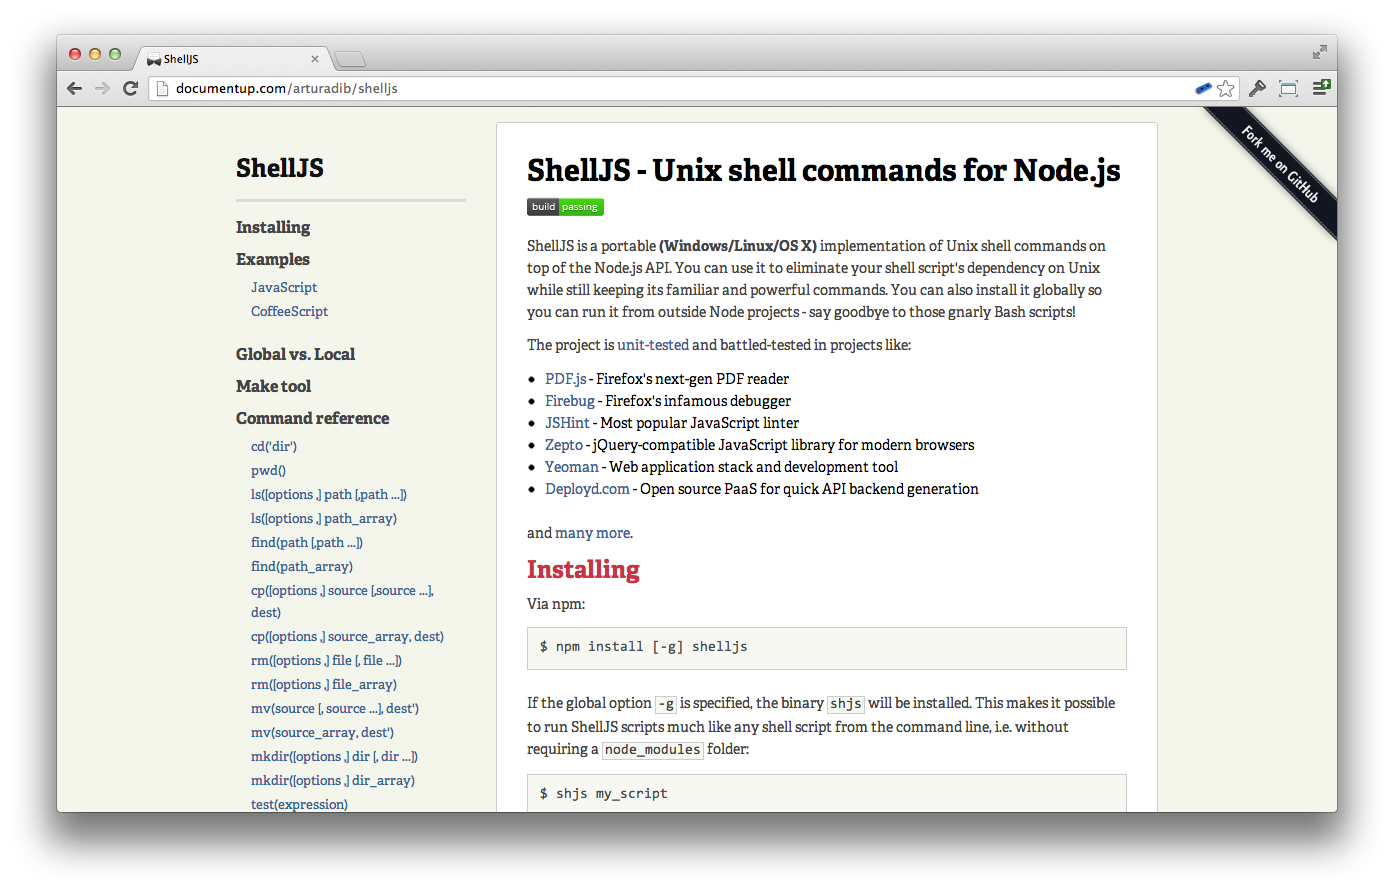 ShellJS
documentup.com/arturadib/shelljs
Fork me on GitHub
ShellJS
Installing
Examples
JavaScript
CoffeeScript
Global vs. Local
Make tool
Command reference
cd('dir')
pwd()
ls([options ,] path [,path ...])
ls([options ,] path_array)
find(path [,path ...])
find(path_array)
cp([options ,] source [,source ...],
dest)
cp([options ,] source_array, dest)
rm([options ,] file [, file ...])
rm([options ,] file_array)
mv(source [, source ...], dest')
mv(source_array, dest')
mkdir([options ,] dir [, dir ...])
mkdir([options ,] dir_array)
test(expression)
ShellJS - Unix shell commands for Node.js
build passing
ShellJS is a portable (Windows/Linux/OS X) implementation of Unix shell commands on
top of the Node.js API. You can use it to eliminate your shell script's dependency on Unix
while still keeping its familiar and powerful commands. You can also install it globally so
you can run it from outside Node projects - say goodbye to those gnarly Bash scripts!
The project is unit-tested and battled-tested in projects like:
• PDF.js - Firefox's next-gen PDF reader
• Firebug - Firefox's infamous debugger
• JSHint - Most popular JavaScript linter
• Zepto - jQuery-compatible JavaScript library for modern browsers
• Yeoman - Web application stack and development tool
• Deployd.com - Open source PaaS for quick API backend generation
and many more.
Installing
Via npm:
$ npm install [-g] shelljs
If the global option -g is specified, the binary shjs will be installed. This makes it possible
to run ShellJS scripts much like any shell script from the command line, i.e. without
requiring a node_modules folder:
$ shjs my_script